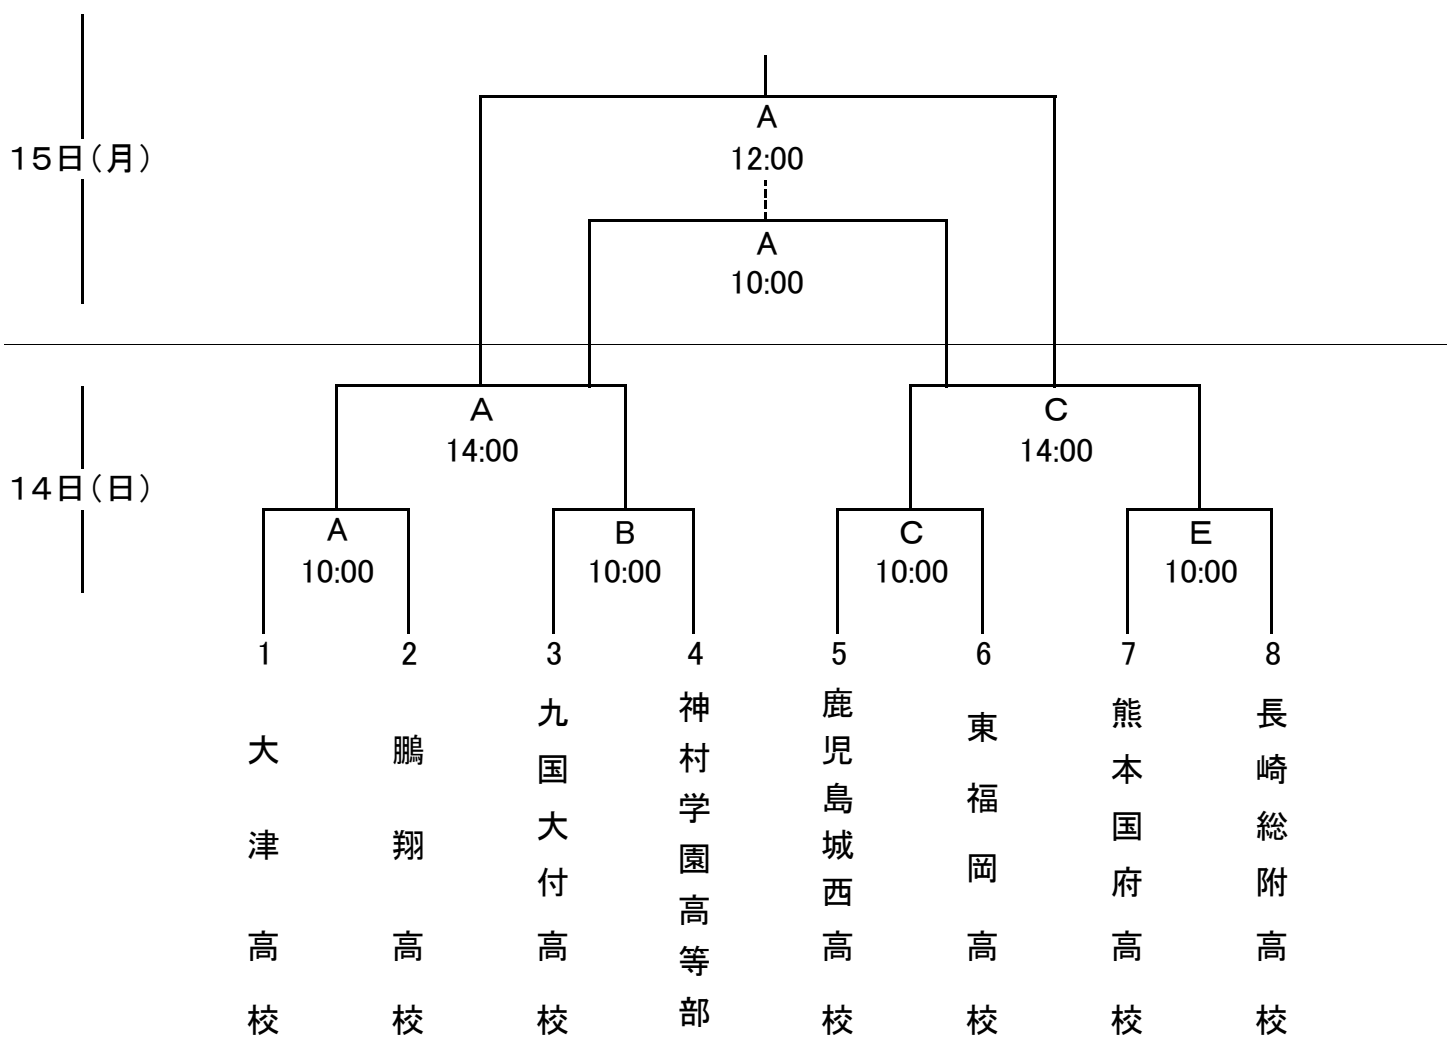 A
12:00
15日(月)
A
10:00
A
14:00
C
14:00
14日(日)
A
10:00
B
10:00
C
10:00
E
10:00
1
2
3
4
5
6
7
8
大津高校
鵬翔高校
九国大付高校
神村学園高等部
鹿児島城西高校
東福岡高校
熊本国府高校
長崎総附高校